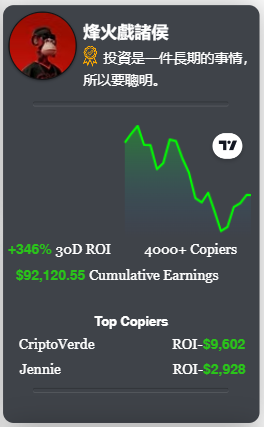 烽火戲諸侯
投資是一件長期的事情，
所以要聰明。
+346% 30D ROI 4000+ Copiers
$92,120.55 Cumulative Earnings
Top Copiers
CriptoVerde ROI-$9,602
Jennie ROI-$2,928